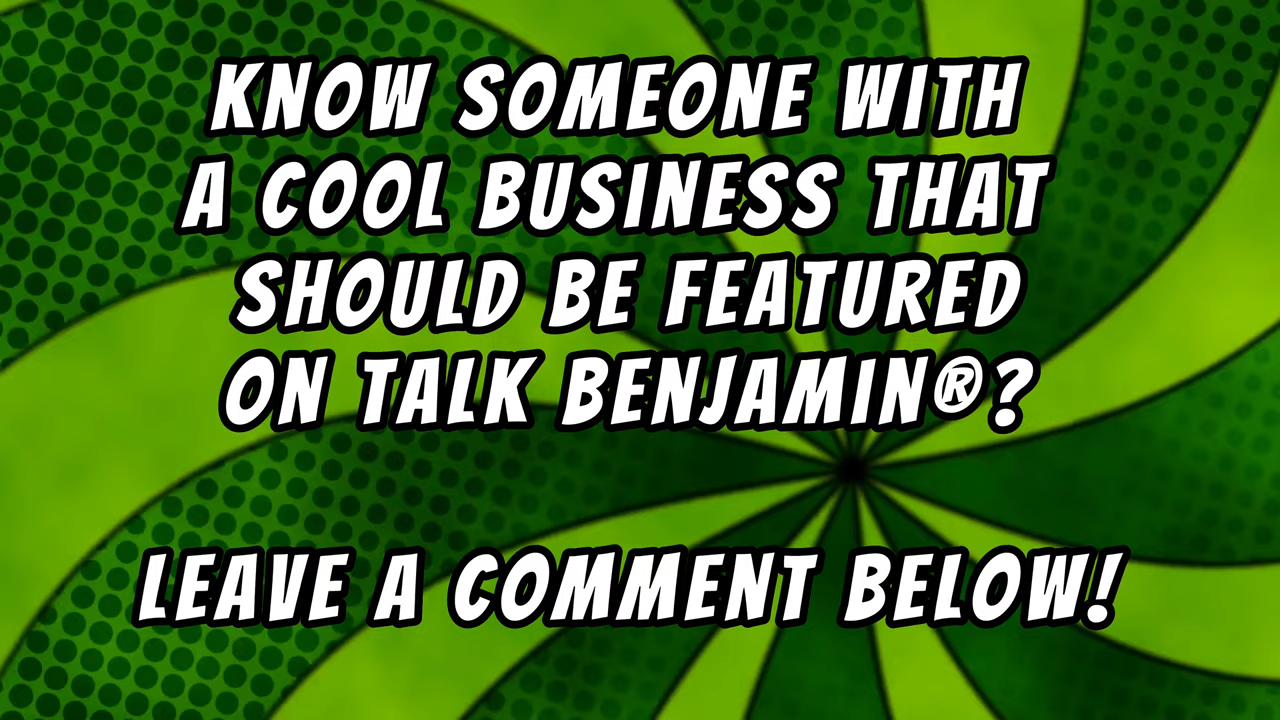 KNOW SOMEONE WITH
A COOL BUSINESS THAT
SHOULD BE FEATURED
ON TALK BENJAMIN®?
LEAVE A COMMENT BELOW!